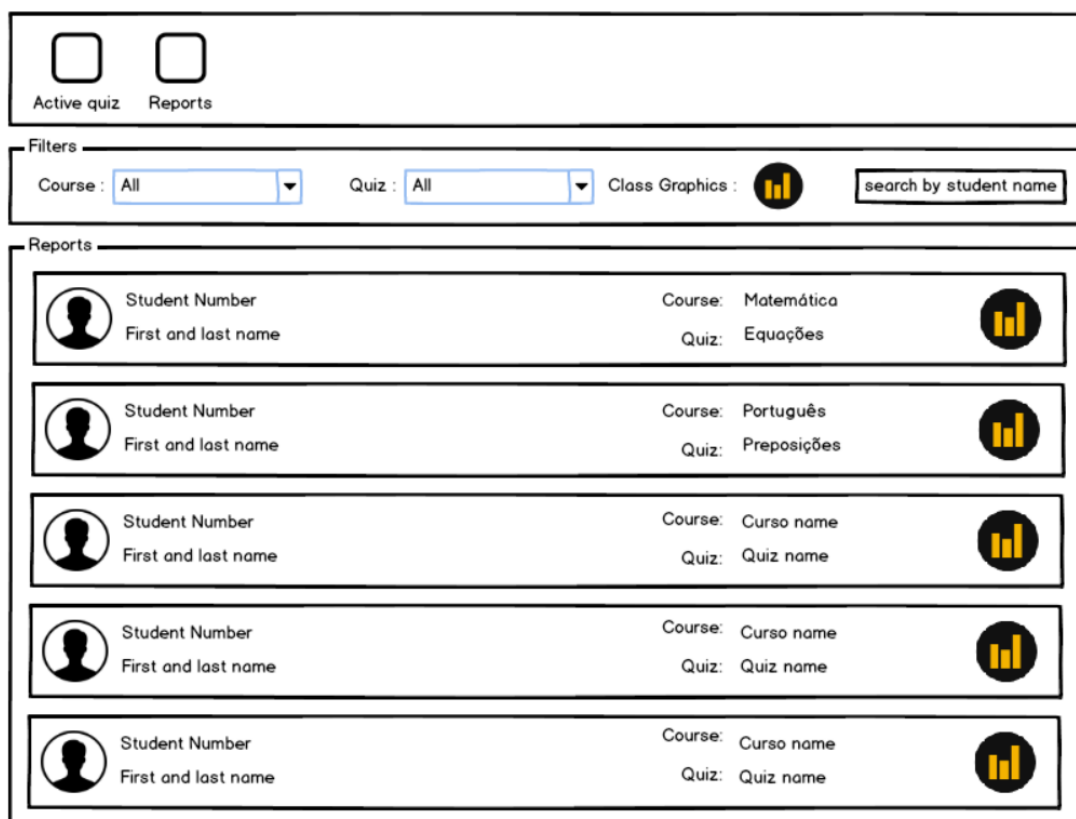 Active quiz Reports
Filters
Course : All Quiz : All Class Graphics : search by student name
Reports
Student Number Course: Matemática
First and last name Quiz: Equações
Student Number Course: Português
First and last name Quiz: Preposições
Student Number Course: Curso name
First and last name Quiz: Quiz name
Student Number Course: Curso name
First and last name Quiz: Quiz name
Student Number Course: Curso name
First and last name Quiz: Quiz name